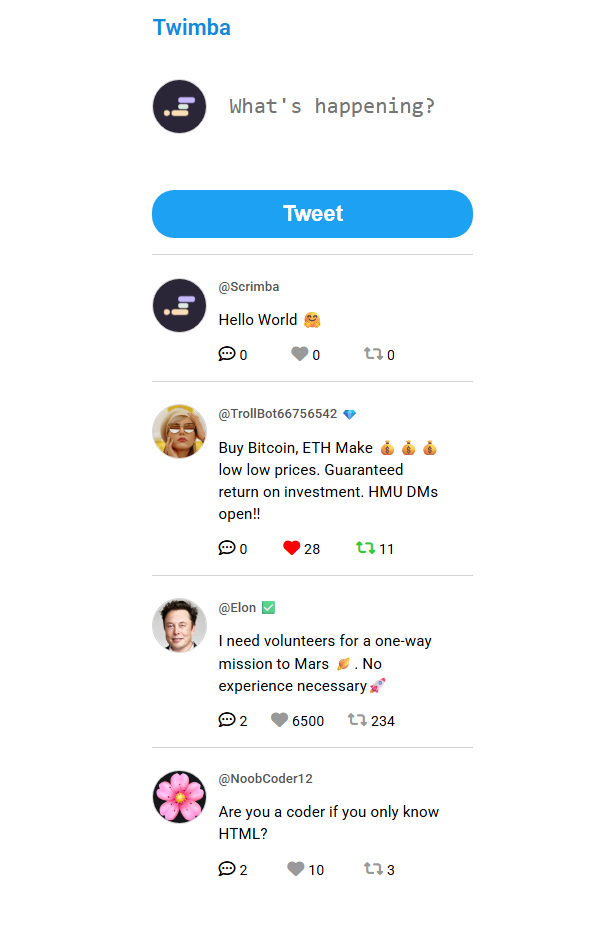 Twimba
What's happening?
Tweet
@Scrimba
Hello World 🤗
0 0 0
@TrollBot66756542 💎
Buy Bitcoin, ETH Make 💰 💰 💰
low low prices. Guaranteed
return on investment. HMU DMs
open!!
0 28 11
@Elon ✅
I need volunteers for a one-way
mission to Mars 🪐. No
experience necessary🚀
2 6500 234
@NoobCoder12
Are you a coder if you only know
HTML?
2 10 3